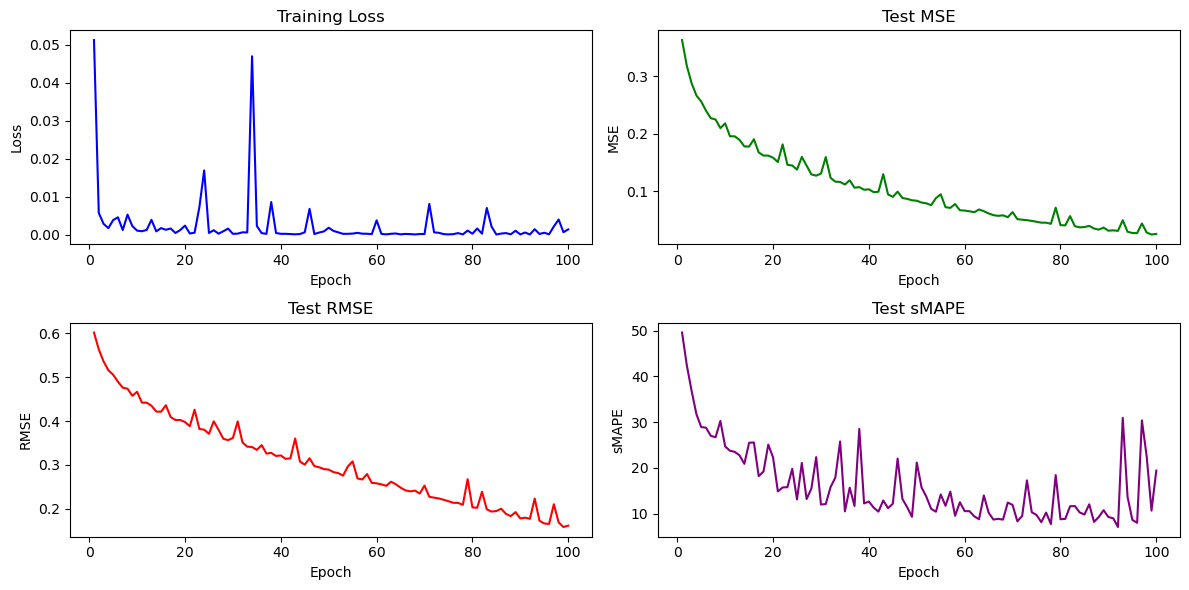 Training Loss
Loss
0.05
0.04
0.03
0.02
0.01
0.00
0 20 40 60 80 100
Epoch
Test MSE
MSE
0.3
0.2
0.1
0 20 40 60 80 100
Epoch
Test RMSE
RMSE
0.6
0.5
0.4
0.3
0.2
0 20 40 60 80 100
Epoch
Test sMAPE
sMAPE
50
40
30
20
10
0 20 40 60 80 100
Epoch